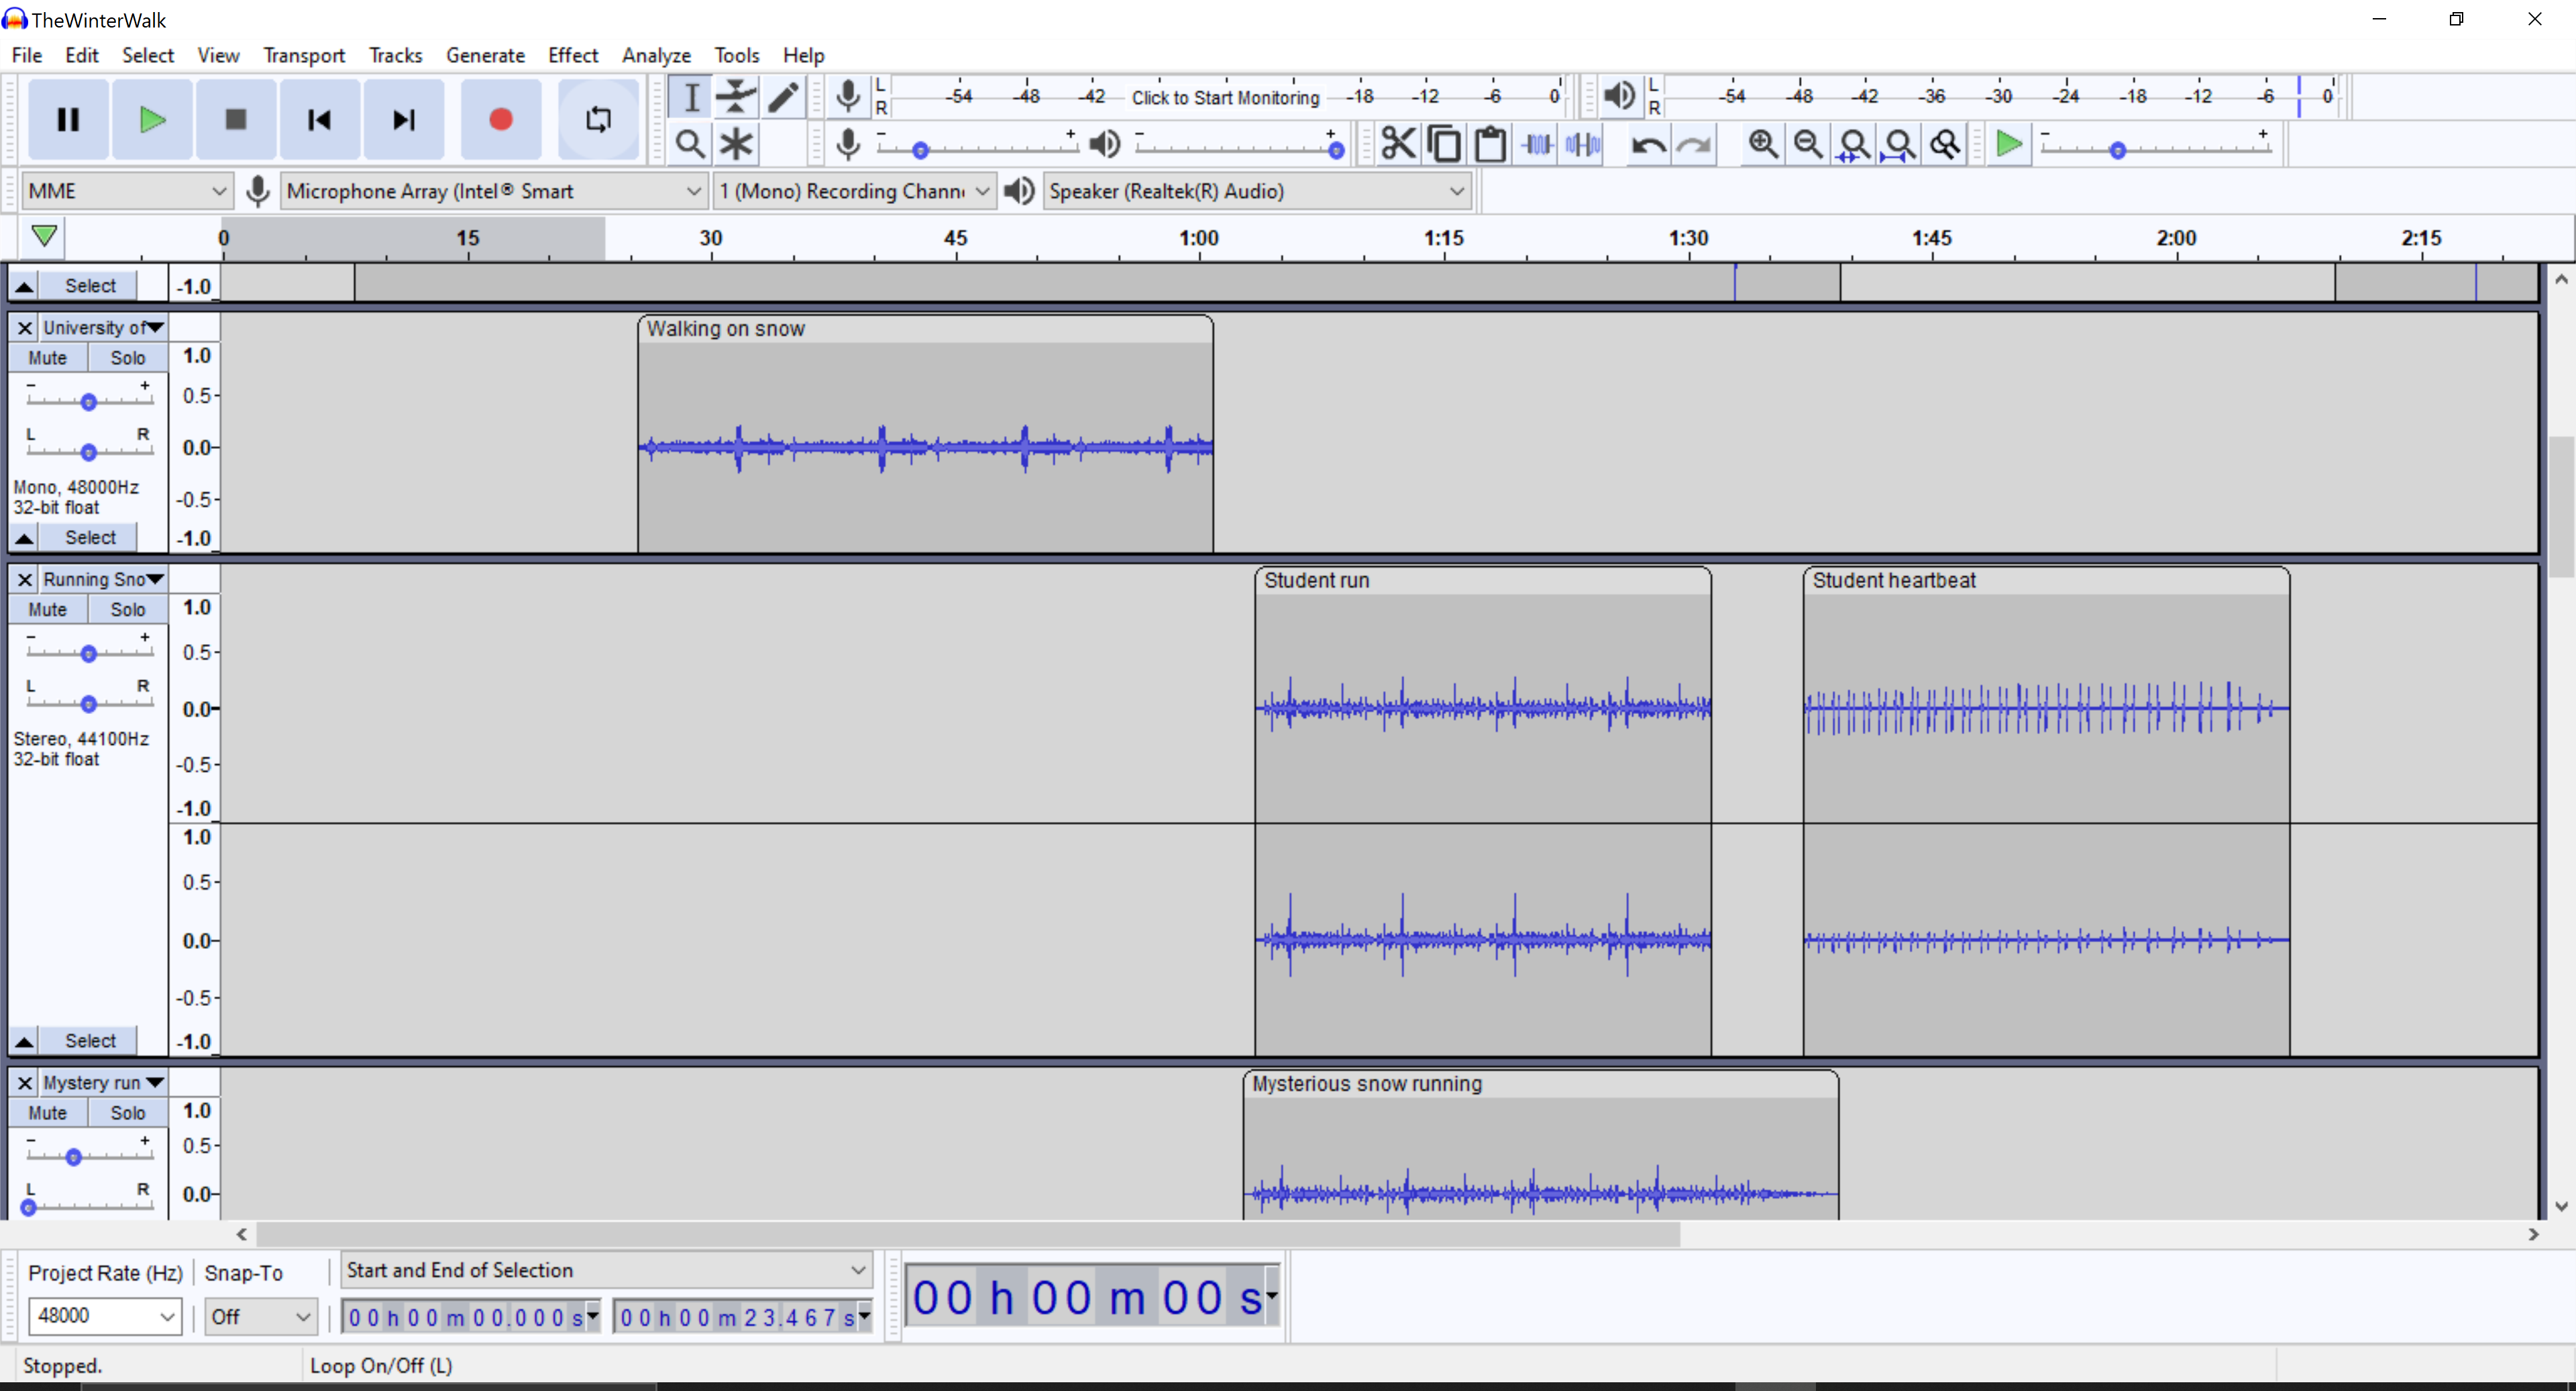 TheWinterWalk
File Edit Select View Transport Tracks Generate Effect Analyze Tools Help
L
R
-54 -48 -42 Click to Start Monitoring -18 -12 -6 0
L
R
-54 -48 -42 -36 -30 -24 -18 -12 -6 0
- + - + - +
MME Microphone Array (Intel® Smart 1 (Mono) Recording Chann Speaker (Realtek(R) Audio)
0 15 30 45 1:00 1:15 1:30 1:45 2:00 2:15
Select -1.0
University of Walking on snow
Mute Solo 1.0
- + 0.5
L R 0.0
Mono, 48000Hz -0.5
32-bit float
Select -1.0
Running Sno Student run Student heartbeat
Mute Solo 1.0
- + 0.5
L R 0.0
Stereo, 44100Hz
32-bit float -0.5
-1.0
1.0
0.5
0.0
-0.5
Select -1.0
Mystery run Mysterious snow running
Mute Solo 1.0
- + 0.5
L R 0.0
Project Rate (Hz) Snap-To Start and End of Selection
48000 Off 00 h 00 m 00.000 s 00 h 00 m 23.467 s 00 h 00 m 00 s
Stopped. Loop On/Off (L)